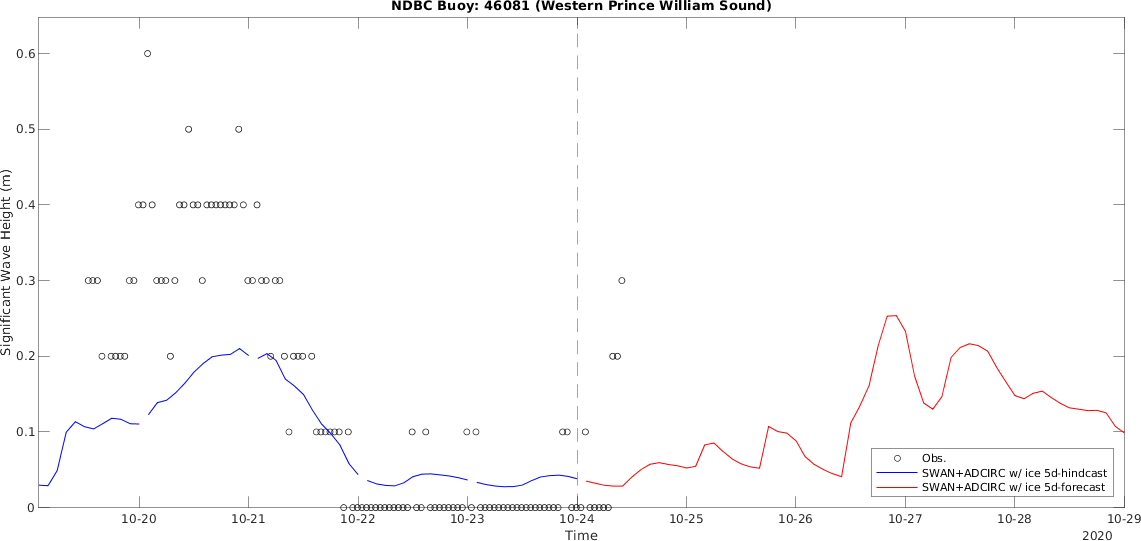 NDBC Buoy: 46081 (Western Prince William Sound)
Significant Wave Height (m)
0.6
0.5
0.4
0.3
0.2
0.1
0
Obs.
SWAN+ADCIRC w/ ice 5d-hindcast
SWAN+ADCIRC w/ ice 5d-forecast
10-20 10-21 10-22 10-23 10-24 10-25 10-26 10-27 10-28 10-29
Time
2020